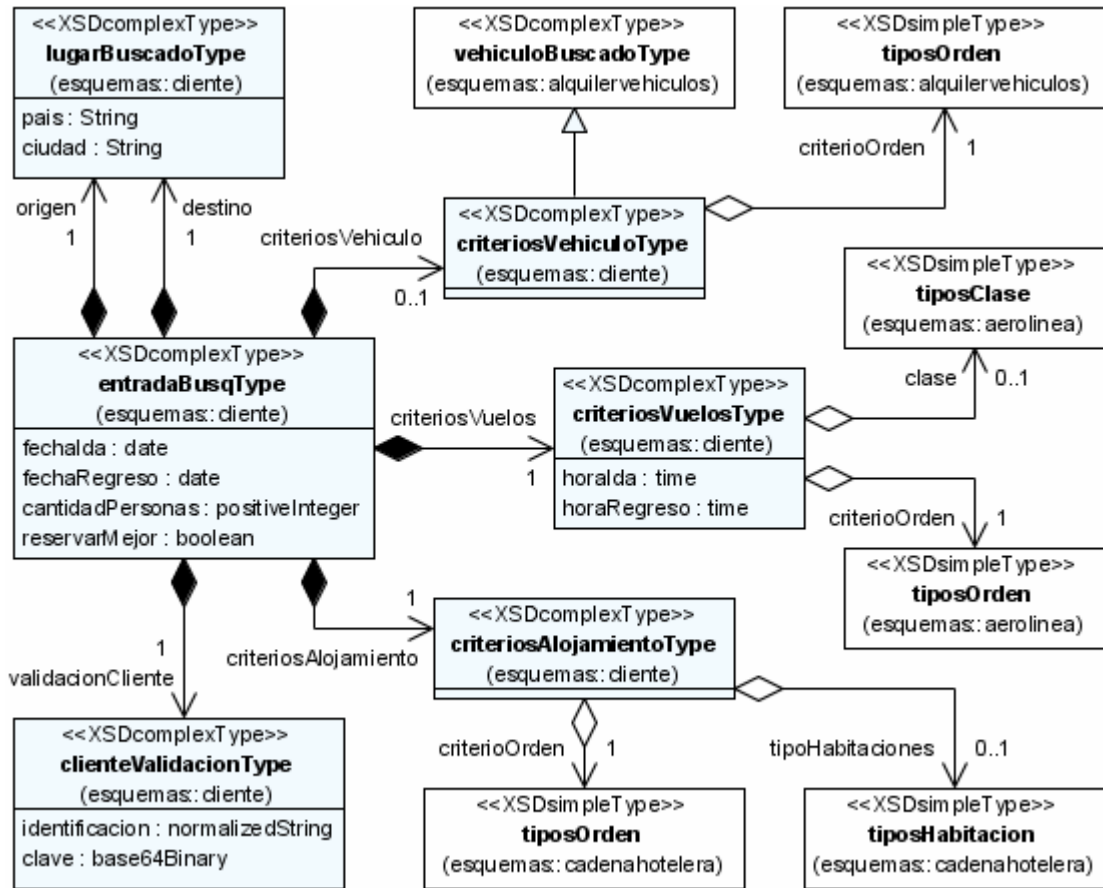 <<XSDcomplexType>>
lugarBuscadoType
(esquemas::cliente)
pais : String
ciudad : String
<<XSDcomplexType>>
vehiculoBuscadoType
(esquemas::alquilervehiculos)
<<XSDsimpleType>>
tiposOrden
(esquemas::alquilervehiculos)
criterioOrden
1
origen
1
destino
1
criteriosVehiculo
0..1
<<XSDcomplexType>>
criteriosVehiculoType
(esquemas::cliente)
<<XSDsimpleType>>
tiposClase
(esquemas::aerolinea)
clase
0..1
<<XSDcomplexType>>
entradaBusqType
(esquemas::cliente)
fechaIda : date
fechaRegreso : date
cantidadPersonas : positiveInteger
reservarMejor : boolean
criteriosVuelos
1
<<XSDcomplexType>>
criteriosVuelosType
(esquemas::cliente)
horaIda : time
horaRegreso : time
criterioOrden
1
<<XSDsimpleType>>
tiposOrden
(esquemas::aerolinea)
1
validacionCliente
1
criteriosAlojamiento
<<XSDcomplexType>>
criteriosAlojamientoType
(esquemas::cliente)
criterioOrden
1
tipoHabitaciones
0..1
<<XSDcomplexType>>
clienteValidacionType
(esquemas::cliente)
identificacion : normalizedString
clave : base64Binary
<<XSDsimpleType>>
tiposOrden
(esquemas::cadenahotelera)
<<XSDsimpleType>>
tiposHabitacion
(esquemas::cadenahotelera)